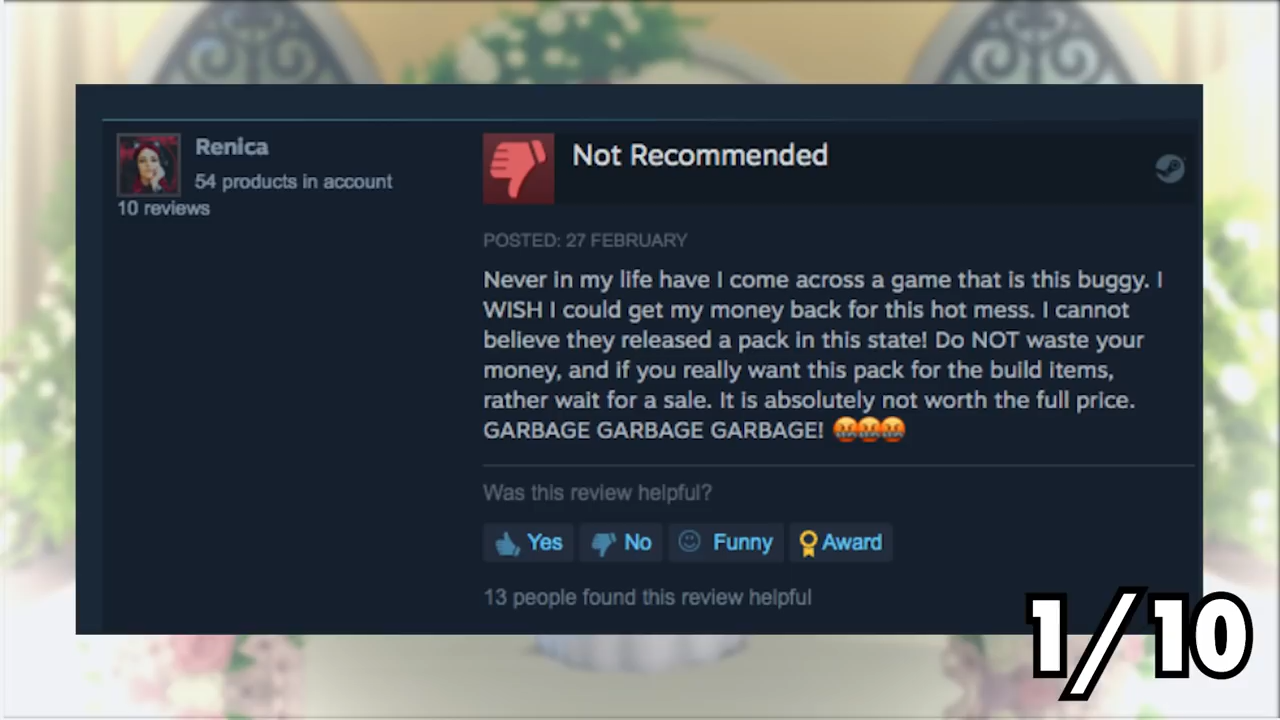 Renica
54 products in account
10 reviews
Not Recommended
POSTED: 27 FEBRUARY
Never in my life have I come across a game that is this buggy. I
WISH I could get my money back for this hot mess. I cannot
believe they released a pack in this state! Do NOT waste your
money, and if you really want this pack for the build items,
rather wait for a sale. It is absolutely not worth the full price.
GARBAGE GARBAGE GARBAGE! 🤬🤬🤬
Was this review helpful?
Yes No Funny Award
13 people found this review helpful
1/10